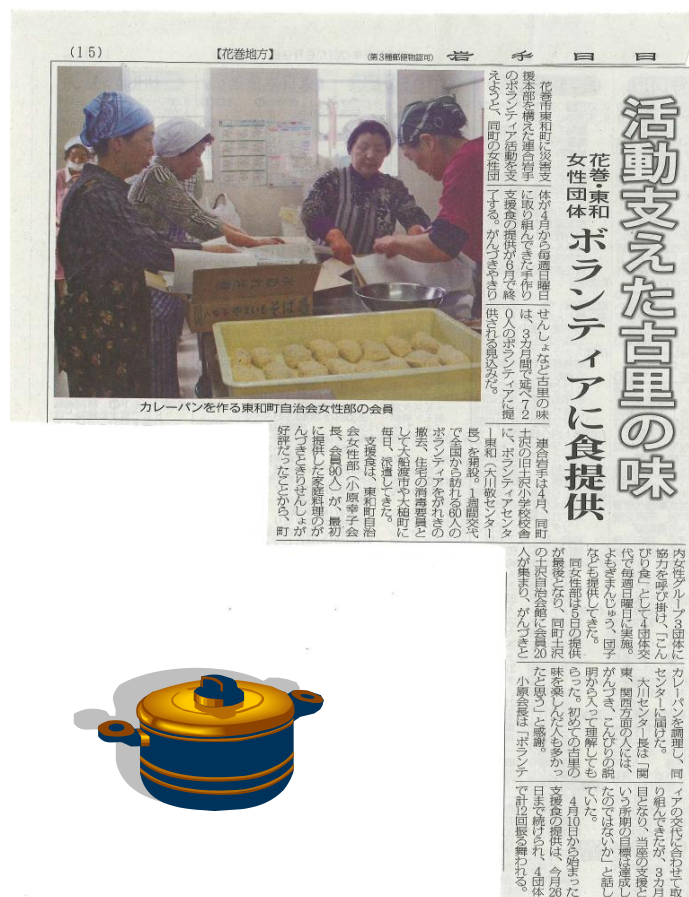 (15)
【花巻地方】
(第3種郵便物認可)
岩手日日
活動支えた古里の味
花巻・東和
女性団体
ボランティアに食提供
カレーパンを作る東和町自治会女性部の会員
花巻市東和町に災害支
援本部を構えた連合岩手
のボランティア活動を支
えようと、同町の女性団
体が4月から毎週日曜日
に取り組んできた手作り
支援食の提供が6月で終
了する。がんづきやきり
せんしょなど古里の味
は、3カ月間で延べ72
0人のボランティアに提
供される見込みだ。
連合岩手は4月、同町
土沢の旧土沢小学校校舎
に、ボランティアセンタ
ー東和(大川敬センター
長)を開設。1週間交代
で全国から訪れる60人の
ボランティアをがれきの
撤去、住宅の消毒要員と
して大船渡市や大槌町に
毎日、派遣してきた。
支援食は、東和町自治
会女性部(小原幸子会
長、会員90人)が、最初
に提供した家庭料理のが
んづきときりせんしょが
好評だったことから、町
内女性グループ3団体に
協力を呼び掛け、「こん
びり食」として4団体交
代で毎週日曜日に実施。
よもぎまんじゅう、団子
なども提供してきた。
同女性部は5日の提供
が最後となり、同町土沢
の土沢自治会館に会員20
人が集まり、がんづきと
カレーパンを調理し、同
センターに届けた。
大川センター長は「関
東、関西方面の人には、
がんづき、こんびりの説
明から入って理解しても
らった。初めての古里の
味を楽しんだ人も多かっ
たと思う」と感謝。
小原会長は「ボランテ
ィアの交代に合わせて取
り組んできたが、3カ月
目となり、当座の支援と
いう所期の目標は達成し
たのではないか」と話し
ていた。
4月10日から始まった
支援食の提供は、今月26
日まで続けられ、4団体
で計12回振る舞われる。